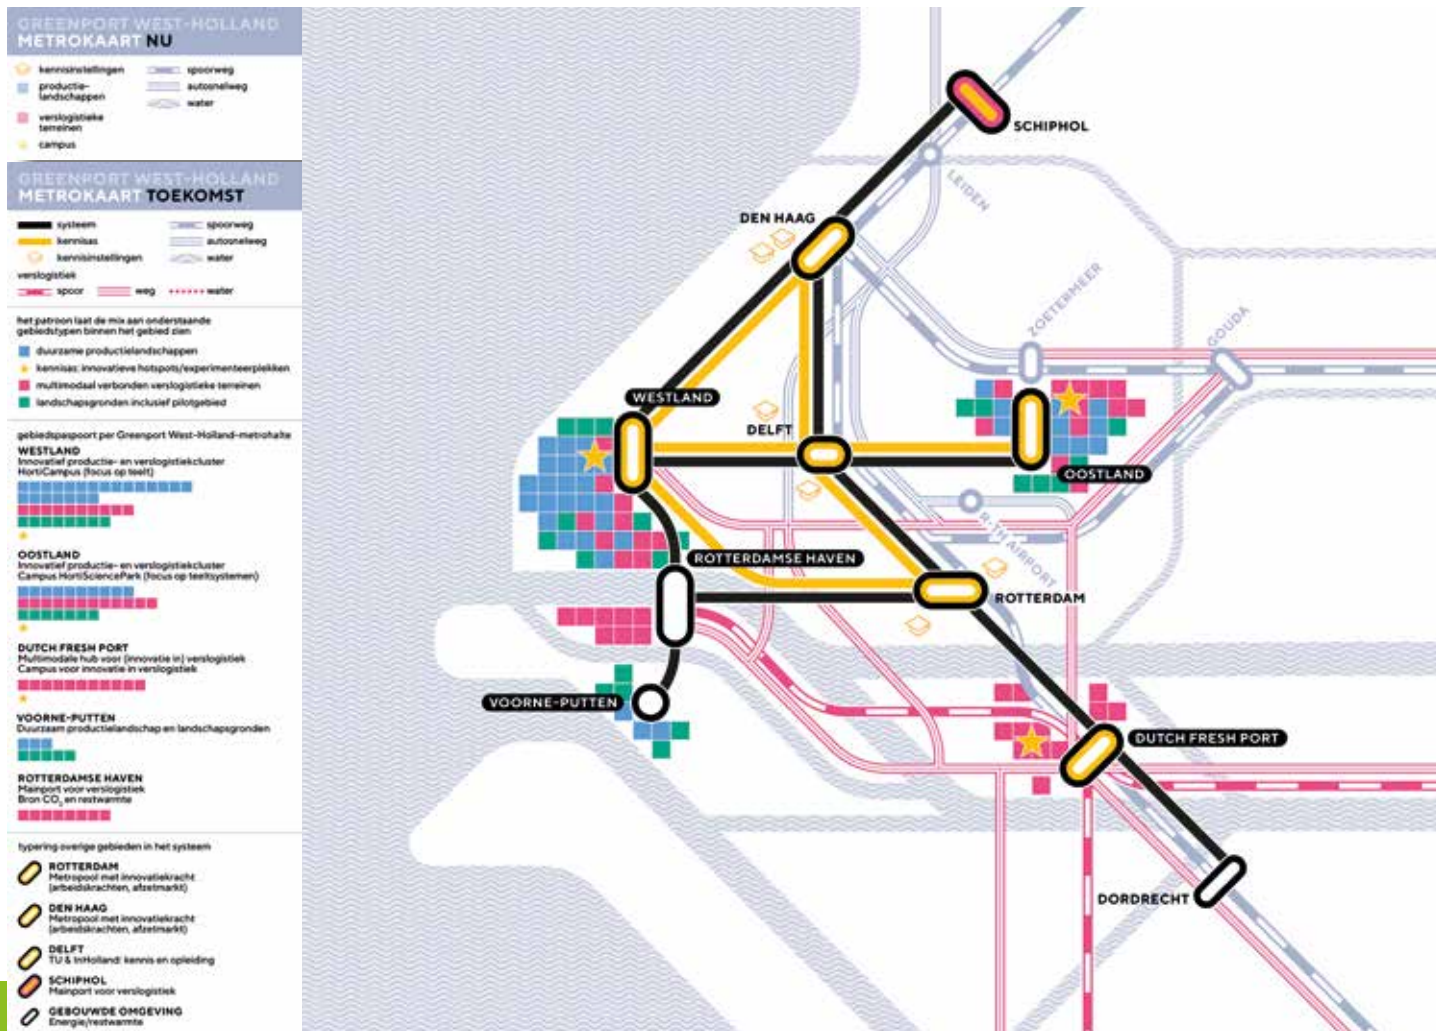 GREENPORT WEST-HOLLAND
METROKAART NU
kennisinstellingen
productie-
landschappen
verslogistieke
terreinen
campus
spoorweg
autosnelweg
water
GREENPORT WEST-HOLLAND
METROKAART TOEKOMST
systeem
kennisas
kennisinstellingen
spoorweg
autosnelweg
water
verslogistiek
spoor weg water
het patroon laat de mix aan onderstaande
gebiedstypen binnen het gebied zien
duurzame productielandschappen
kennisas: innovatieve hotspots/experimenteerplekken
multimodaal verbonden verslogistieke terreinen
landschapsgronden inclusief pilotgebied
gebiedspaspoort per Greenport West-Holland-metrohalte
WESTLAND
Innovatief productie- en verslogistiekcluster
HortiCampus (focus op teelt)
OOSTLAND
Innovatief productie- en verslogistiekcluster
Campus HortiSciencePark (focus op teeltsystemen)
DUTCH FRESH PORT
Multimodale hub voor (innovatie in) verslogistiek
Campus voor innovatie in verslogistiek
VOORNE-PUTTEN
Duurzaam productielandschap en landschapsgronden
ROTTERDAMSE HAVEN
Mainport voor verslogistiek
Bron CO₂ en restwarmte
typering overige gebieden in het systeem
ROTTERDAM
Metropool met innovatiekracht
(arbeidskrachten, afzetmarkt)
DEN HAAG
Metropool met innovatiekracht
(arbeidskrachten, afzetmarkt)
DELFT
TU & InHolland: kennis en opleiding
SCHIPHOL
Mainport voor verslogistiek
GEBOUWDE OMGEVING
Energie/restwarmte
SCHIPHOL
LEIDEN
DEN HAAG
ZOETERMEER
GOUDA
WESTLAND
DELFT
OOSTLAND
R-TH AIRPORT
ROTTERDAMSE HAVEN
ROTTERDAM
VOORNE-PUTTEN
DUTCH FRESH PORT
DORDRECHT